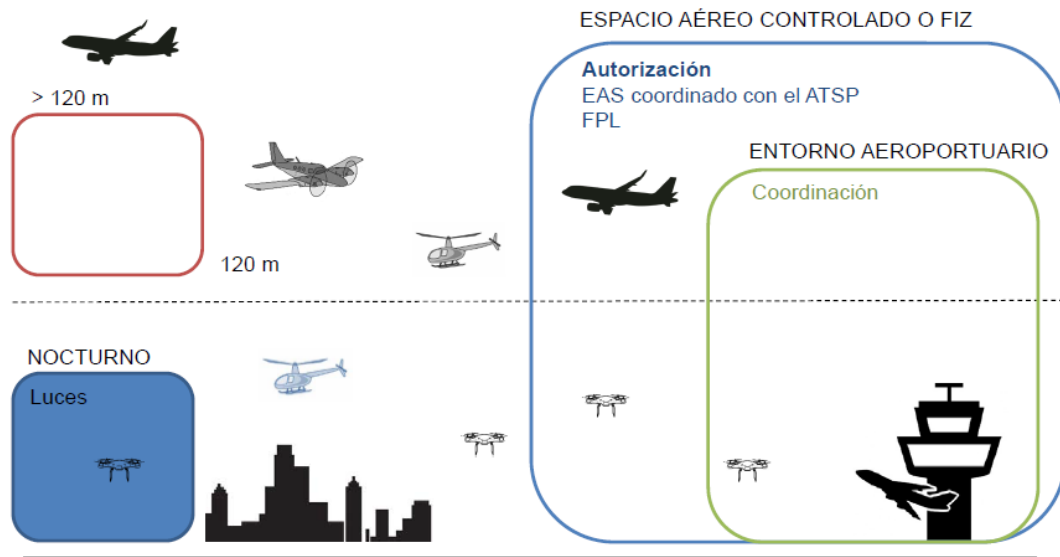 ESPACIO AÉREO CONTROLADO O FIZ
Autorización
EAS coordinado con el ATSP
FPL
> 120 m
ENTORNO AEROPORTUARIO
Coordinación
120 m
NOCTURNO
Luces